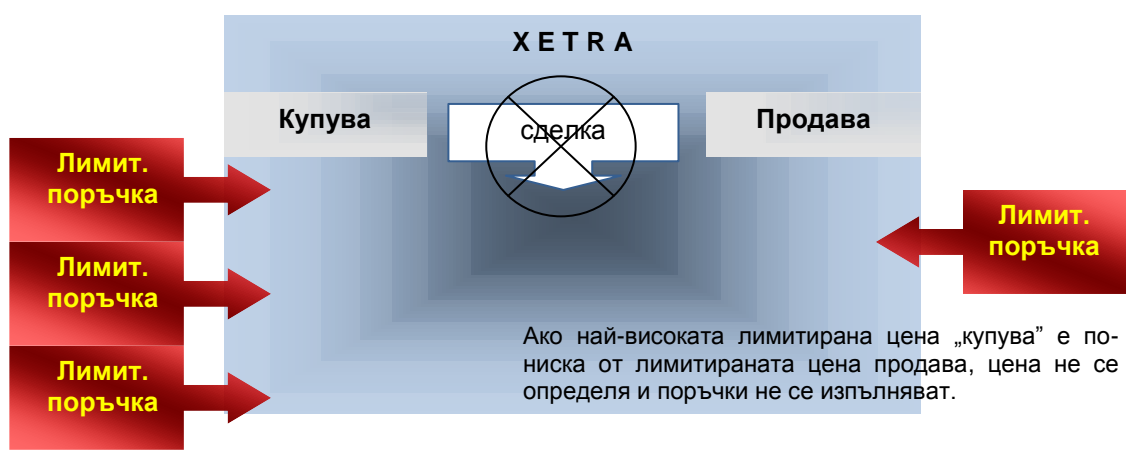 X E T R A
Купува
сделка
Продава
Лимит.
поръчка
Лимит.
поръчка
Лимит.
поръчка
Лимит.
поръчка
Ако най-високата лимитирана цена „купува” е по-
ниска от лимитираната цена продава, цена не се
определя и поръчки не се изпълняват.